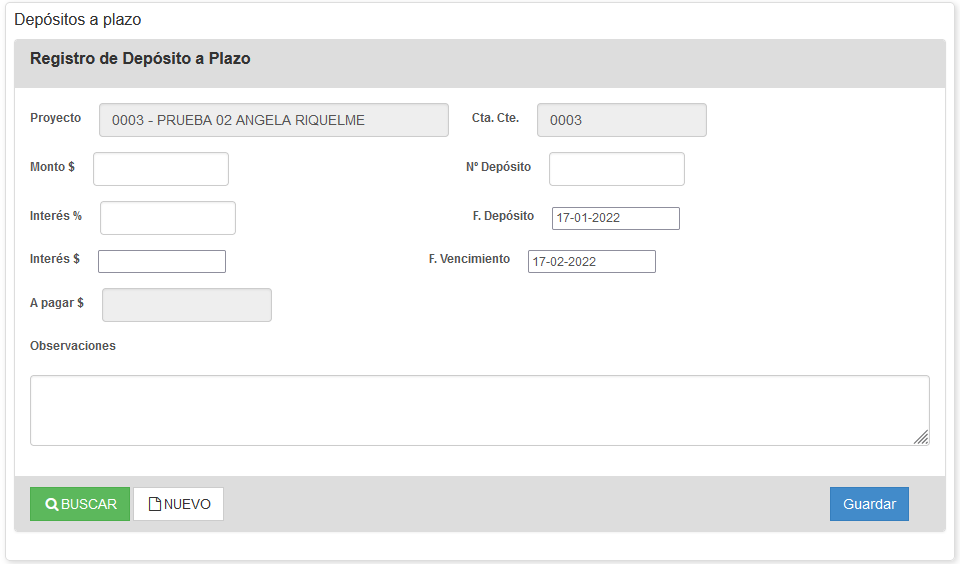 Depósitos a plazo
Registro de Depósito a Plazo
Proyecto 0003 - PRUEBA 02 ANGELA RIQUELME Cta. Cte. 0003
Monto $ Nº Depósito
Interés % F. Depósito 17-01-2022
Interés $ F. Vencimiento 17-02-2022
A pagar $
Observaciones
BUSCAR NUEVO Guardar